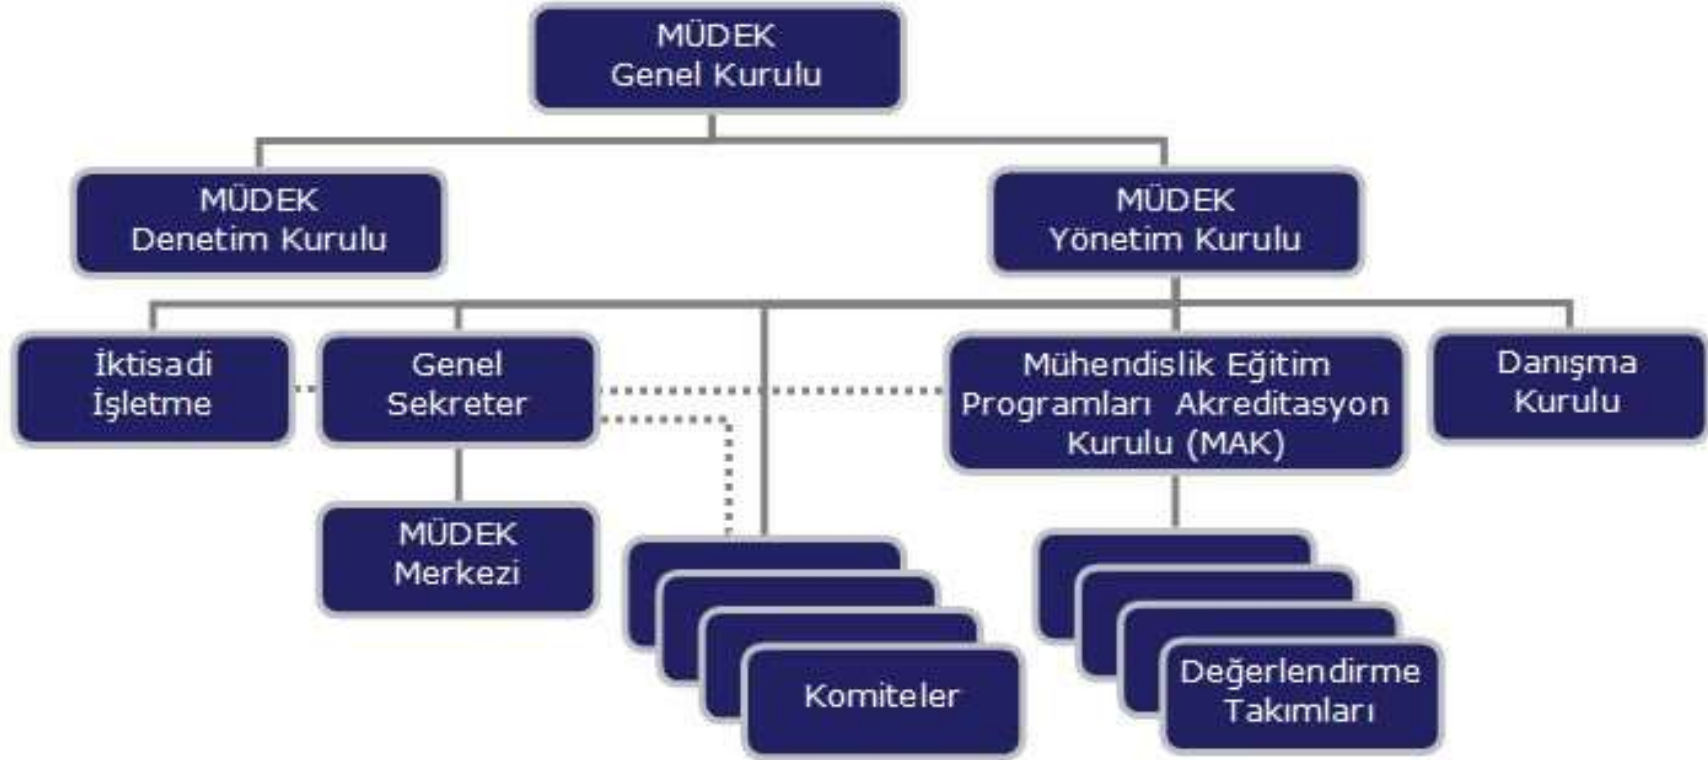 MÜDEK
Genel Kurulu
MÜDEK
Denetim Kurulu
MÜDEK
Yönetim Kurulu
İktisadi
İşletme
Genel
Sekreter
Mühendislik Eğitim
Programları Akreditasyon
Kurulu (MAK)
Danışma
Kurulu
MÜDEK
Merkezi
Komiteler
Değerlendirme
Takımları